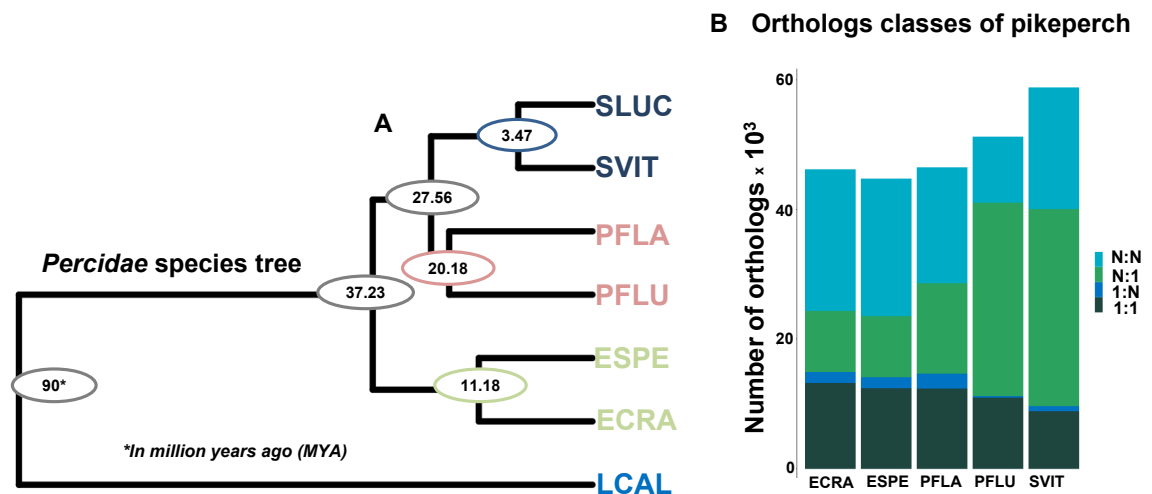 A
SLUC
3.47
SVIT
27.56
PFLA
Percidae species tree
20.18
37.23
PFLU
ESPE
90*
11.18
ECRA
*In million years ago (MYA)
LCAL
B Orthologs classes of pikeperch
Number of orthologs × 10³
60
40
20
0
ECRA ESPE PFLA PFLU SVIT
N:N
N:1
1:N
1:1